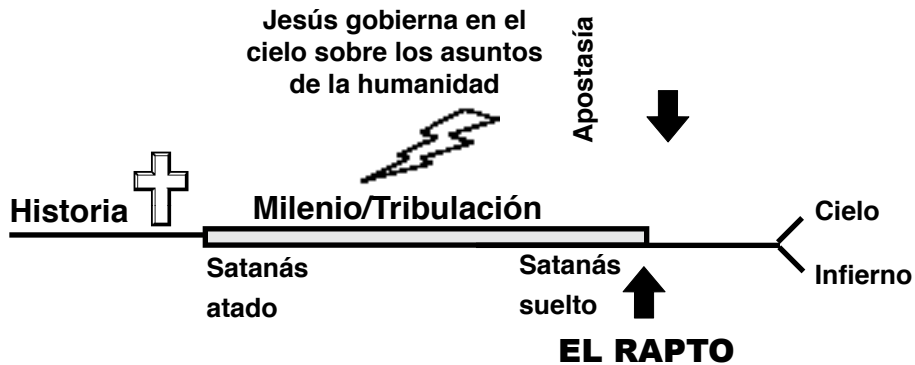 Jesús gobierna en el
cielo sobre los asuntos
de la humanidad
Apostasía
Historia
Milenio/Tribulación
Cielo
Infierno
Satanás
atado
Satanás
suelto
EL RAPTO